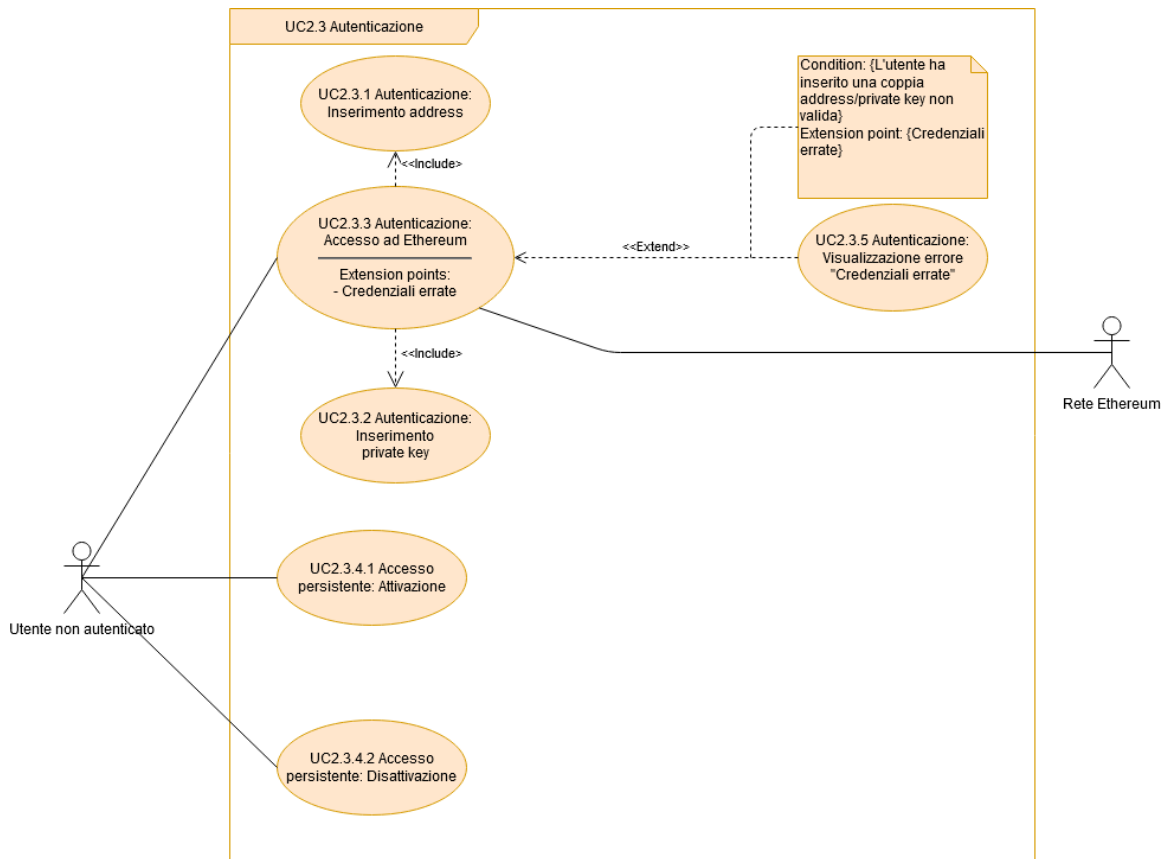 UC2.3 Autenticazione
UC2.3.1 Autenticazione:
Inserimento address
Condition: {L'utente ha
inserito una coppia
address/private key non
valida}
Extension point: {Credenziali
errate}
<<Include>
UC2.3.3 Autenticazione:
Accesso ad Ethereum
Extension points:
- Credenziali errate
<<Extend>>
UC2.3.5 Autenticazione:
Visualizzazione errore
"Credenziali errate"
<<Include>
Rete Ethereum
UC2.3.2 Autenticazione:
Inserimento
private key
UC2.3.4.1 Accesso
persistente: Attivazione
Utente non autenticato
UC2.3.4.2 Accesso
persistente: Disattivazione